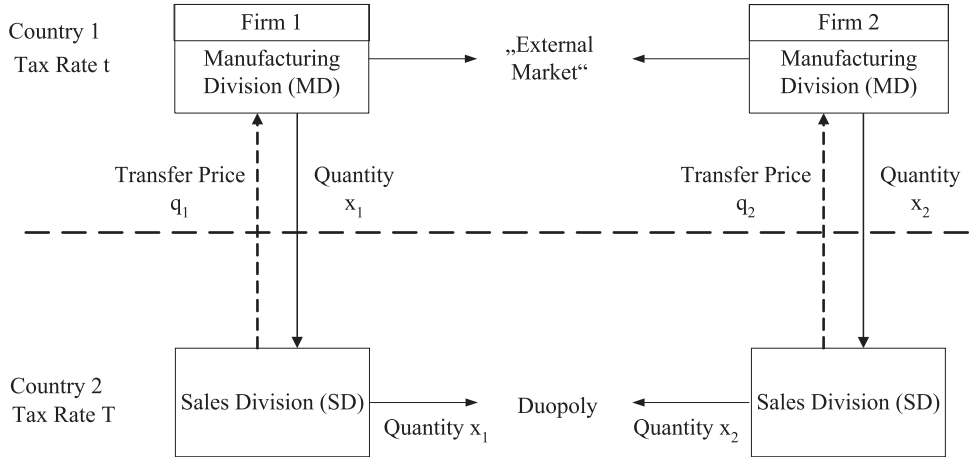 Country 1
Tax Rate t
Firm 1
Manufacturing
Division (MD)
„External
Market“
Firm 2
Manufacturing
Division (MD)
Transfer Price
q1
Quantity
x1
Transfer Price
q2
Quantity
x2
Country 2
Tax Rate T
Sales Division (SD)
Quantity x1
Duopoly
Quantity x2
Sales Division (SD)